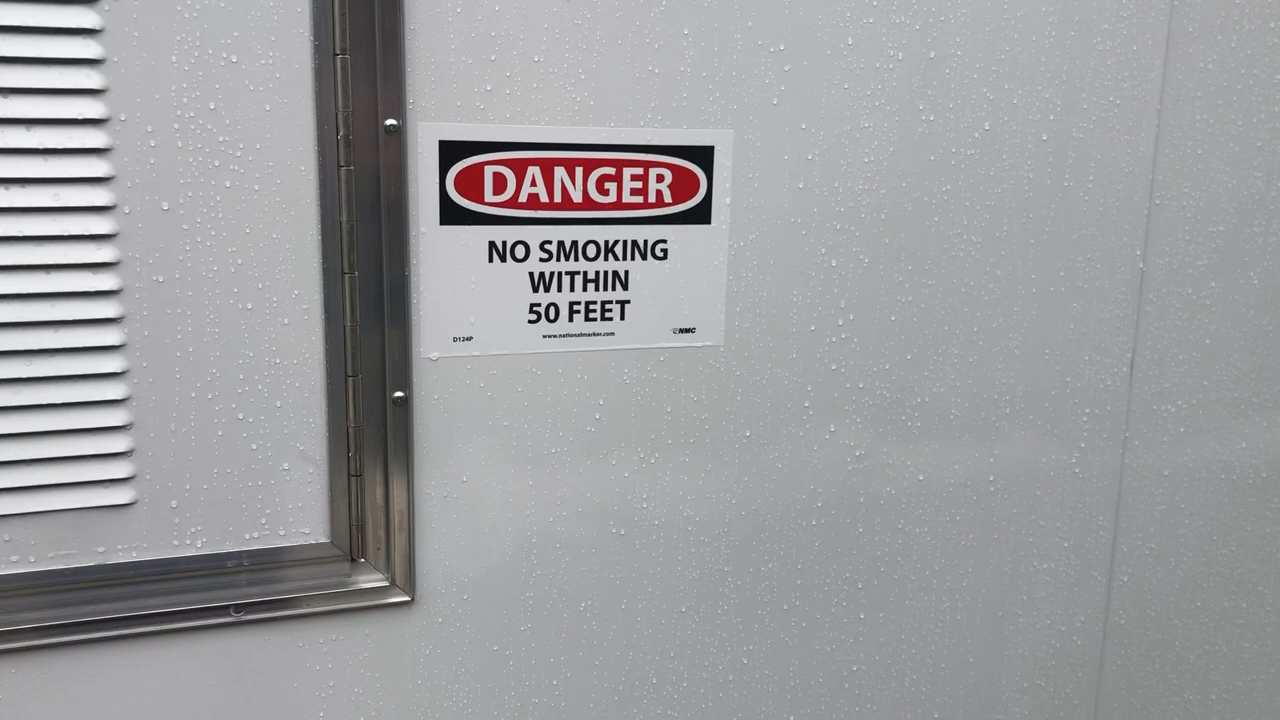 DANGER
NO SMOKING
WITHIN
50 FEET
D124P
www.nationalmarker.com
NMC